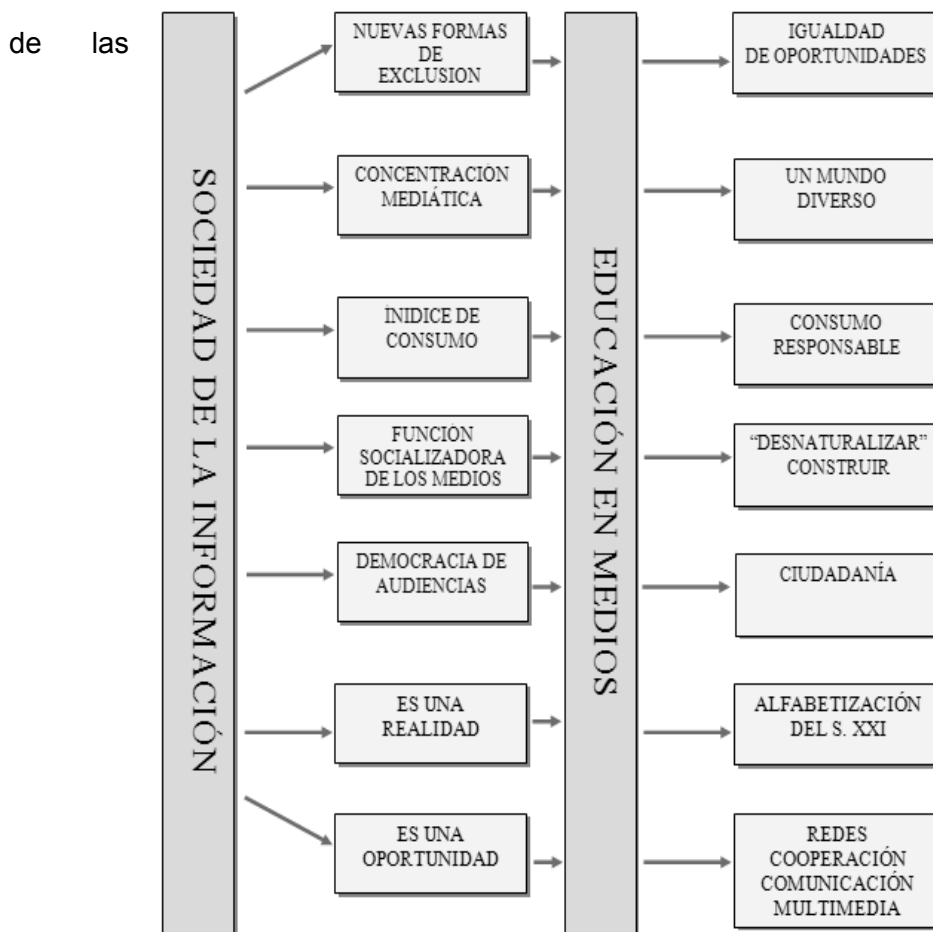 de las
SOCIEDAD DE LA INFORMACIÓN
NUEVAS FORMAS
DE
EXCLUSION
CONCENTRACIÓN
MEDIÁTICA
ÍNIDICE DE
CONSUMO
FUNCIÓN
SOCIALIZADORA
DE LOS MEDIOS
DEMOCRACIA DE
AUDIENCIAS
ES UNA
REALIDAD
ES UNA
OPORTUNIDAD
EDUCACIÓN EN MEDIOS
IGUALDAD
DE OPORTUNIDADES
UN MUNDO
DIVERSO
CONSUMO
RESPONSABLE
“DESNATURALIZAR”
CONSTRUIR
CIUDADANÍA
ALFABETIZACIÓN
DEL S. XXI
REDES
COOPERACIÓN
COMUNICACIÓN
MULTIMEDIA